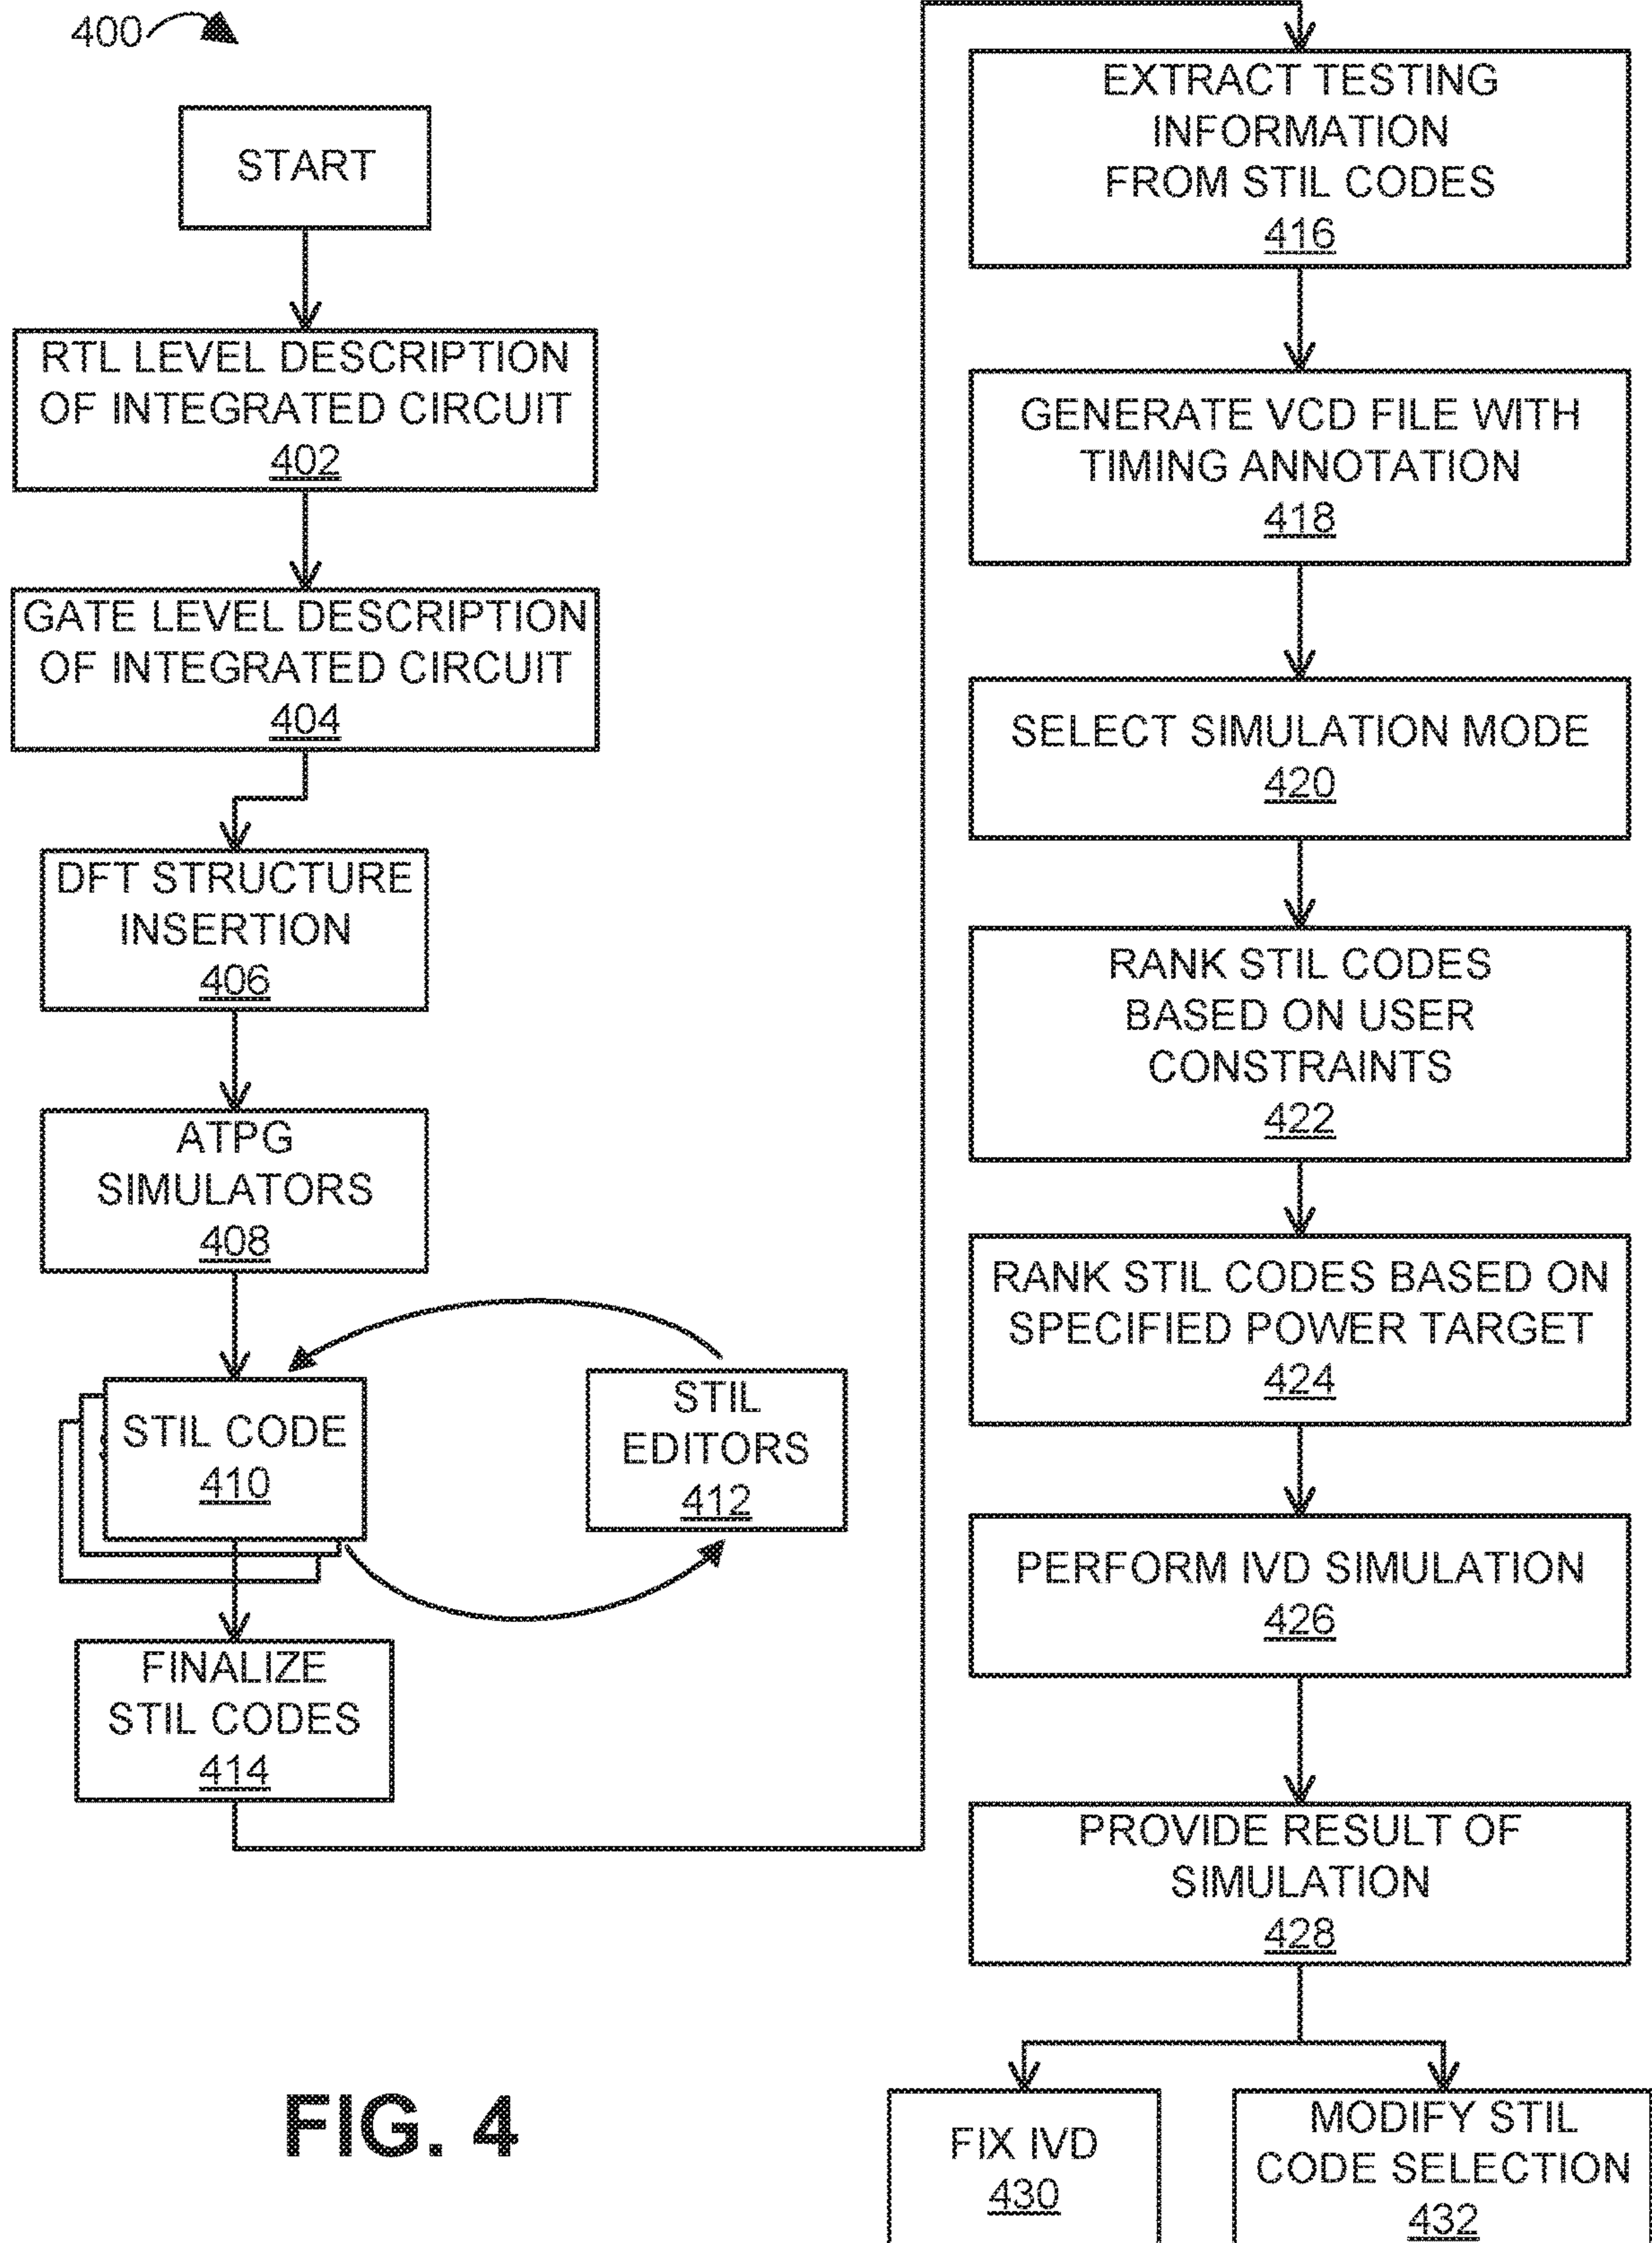 400
START
RTL LEVEL DESCRIPTION
OF INTEGRATED CIRCUIT
402
GATE LEVEL DESCRIPTION
OF INTEGRATED CIRCUIT
404
DFT STRUCTURE
INSERTION
406
ATPG
SIMULATORS
408
STIL CODE
410
STIL
EDITORS
412
FINALIZE
STIL CODES
414
EXTRACT TESTING
INFORMATION
FROM STIL CODES
416
GENERATE VCD FILE WITH
TIMING ANNOTATION
418
SELECT SIMULATION MODE
420
RANK STIL CODES
BASED ON USER
CONSTRAINTS
422
RANK STIL CODES BASED ON
SPECIFIED POWER TARGET
424
PERFORM IVD SIMULATION
426
PROVIDE RESULT OF
SIMULATION
428
FIX IVD
430
MODIFY STIL
CODE SELECTION
432
FIG. 4